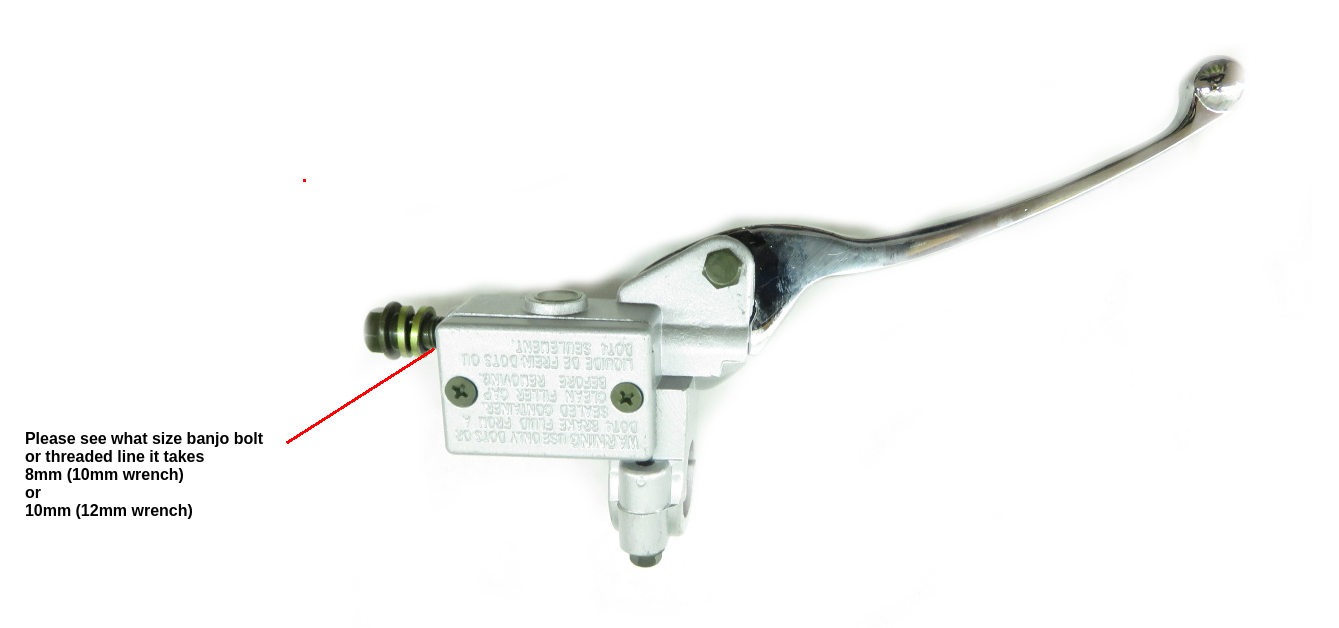 Please see what size banjo bolt
or threaded line it takes
8mm (10mm wrench)
or
10mm (12mm wrench)
WARNING USE ONLY DOT3 OR
DOT4 BRAKE FLUID FROM A
SEALED CONTAINER.
CLEAN FILLER CAP
BEFORE REMOVING.
LIQUIDE DE FREIN:DOT3 OU
DOT4 SEULEMENT.